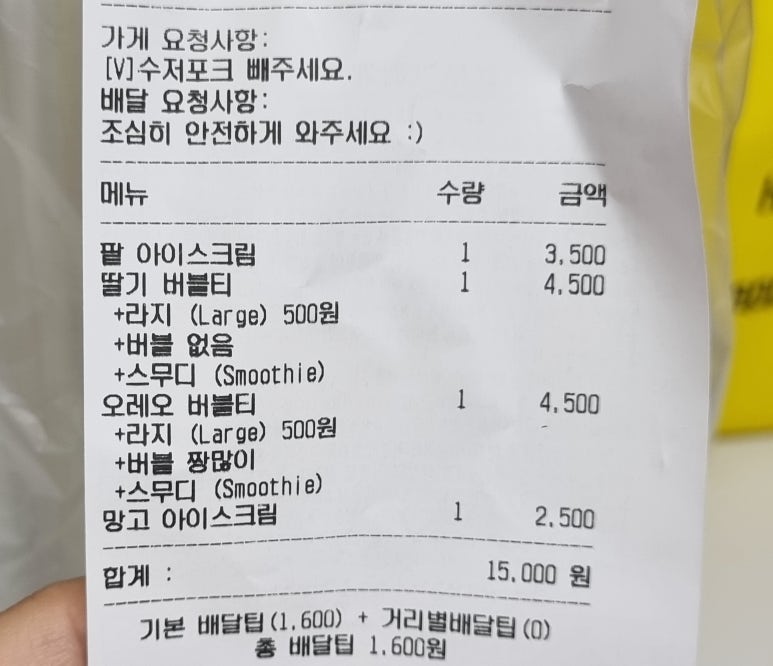 가게 요청사항:
[V]수저포크 빼주세요.
배달 요청사항:
조심히 안전하게 와주세요 :)
메뉴 수량 금액
팥 아이스크림 1 3,500
딸기 버블티 1 4,500
+라지 (Large) 500원
+버블 없음
+스무디 (Smoothie)
오레오 버블티 1 4,500
+라지 (Large) 500원
+버블 짱많이
+스무디 (Smoothie)
망고 아이스크림 1 2,500
합계 : 15,000 원
기본 배달팁(1,600) + 거리별배달팁(0)
총 배달팁 1,600원